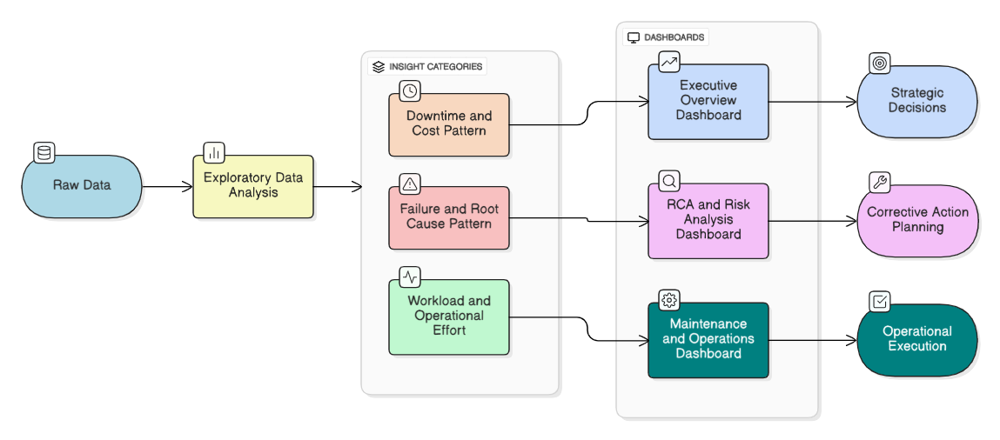 Raw Data
Exploratory Data
Analysis
INSIGHT CATEGORIES
Downtime and
Cost Pattern
Failure and Root
Cause Pattern
Workload and
Operational
Effort
DASHBOARDS
Executive
Overview
Dashboard
RCA and Risk
Analysis
Dashboard
Maintenance
and Operations
Dashboard
Strategic
Decisions
Corrective Action
Planning
Operational
Execution